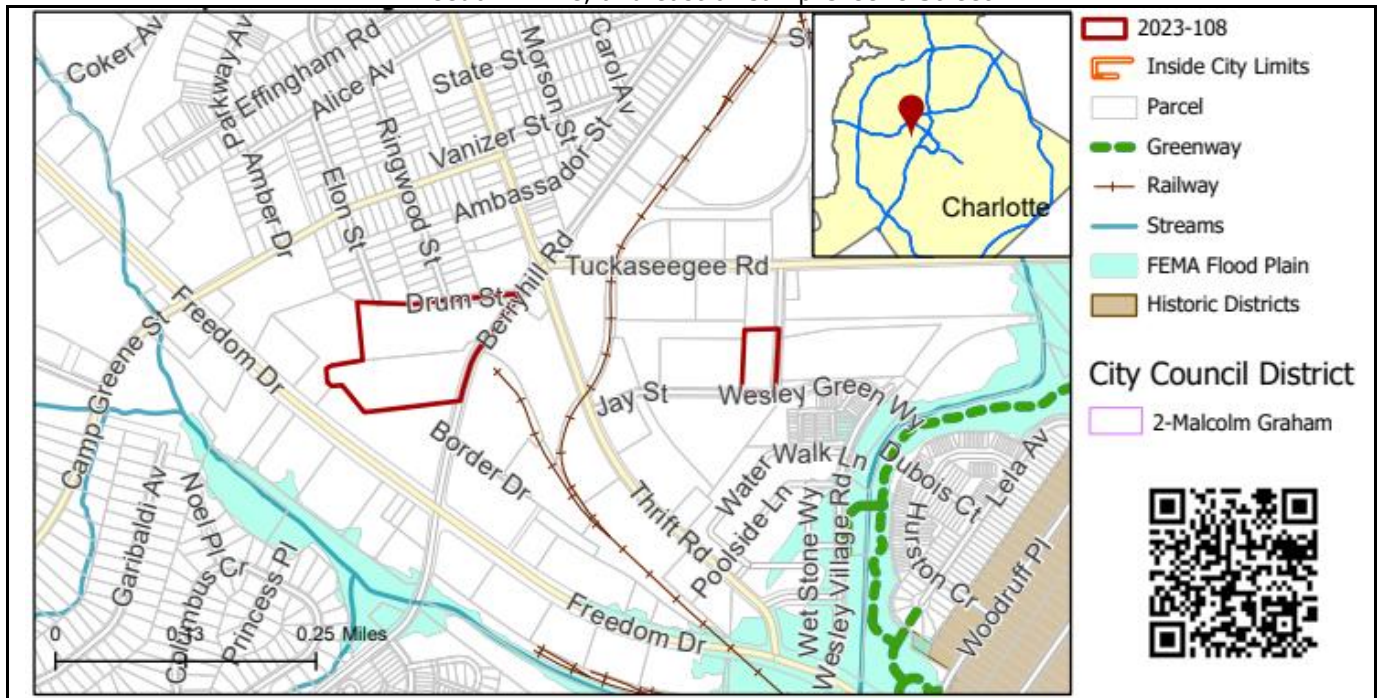 Coker Av
Parkway Av
Effingham Rd
Alice Av
State St
Morson St
Carol Av
St
Vanizer St
Ringwood St
Ambassador St
Amber Dr
Elon St
Tuckaseegee Rd
Drum St
Berryhill Rd
Freedom Dr
Camp Greene St
Jay St
Wesley Green Wy
Border Dr
Walk Ln
Water
Dubois Ct
Lela Av
Garibaldi Av
Noel Pl
Thrift Rd
Poolside Ln
Wet Stone Wy
Wesley Village Rd
Hurston Cr
Woodruff Pl
Columbus Cr
Princess Pl
Freedom Dr
0 0.13 0.25 Miles
Charlotte
2023-108
Inside City Limits
Parcel
Greenway
Railway
Streams
FEMA Flood Plain
Historic Districts
City Council District
2-Malcolm Graham